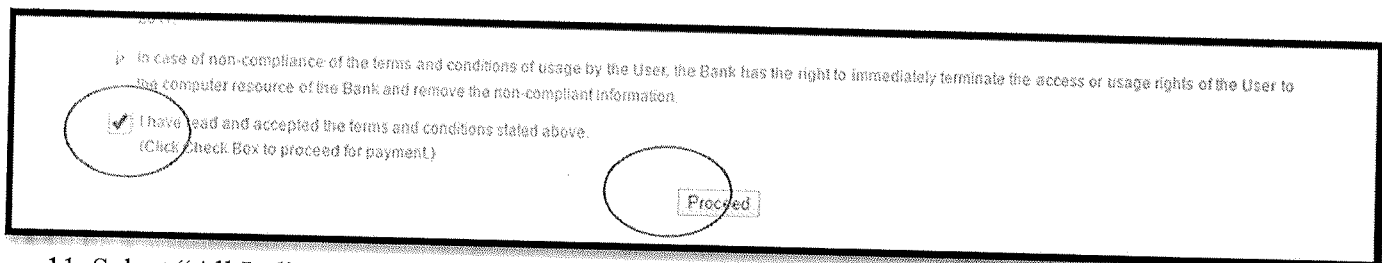 In case of non-compliance of the terms and conditions of usage by the User, the Bank has the right to immediately terminate the access or usage rights of the User to
the computer resource of the Bank and remove the non-compliant information.
I have read and accepted the terms and conditions stated above.
(Click Check Box to proceed for payment.)
Proceed
11. Select "All